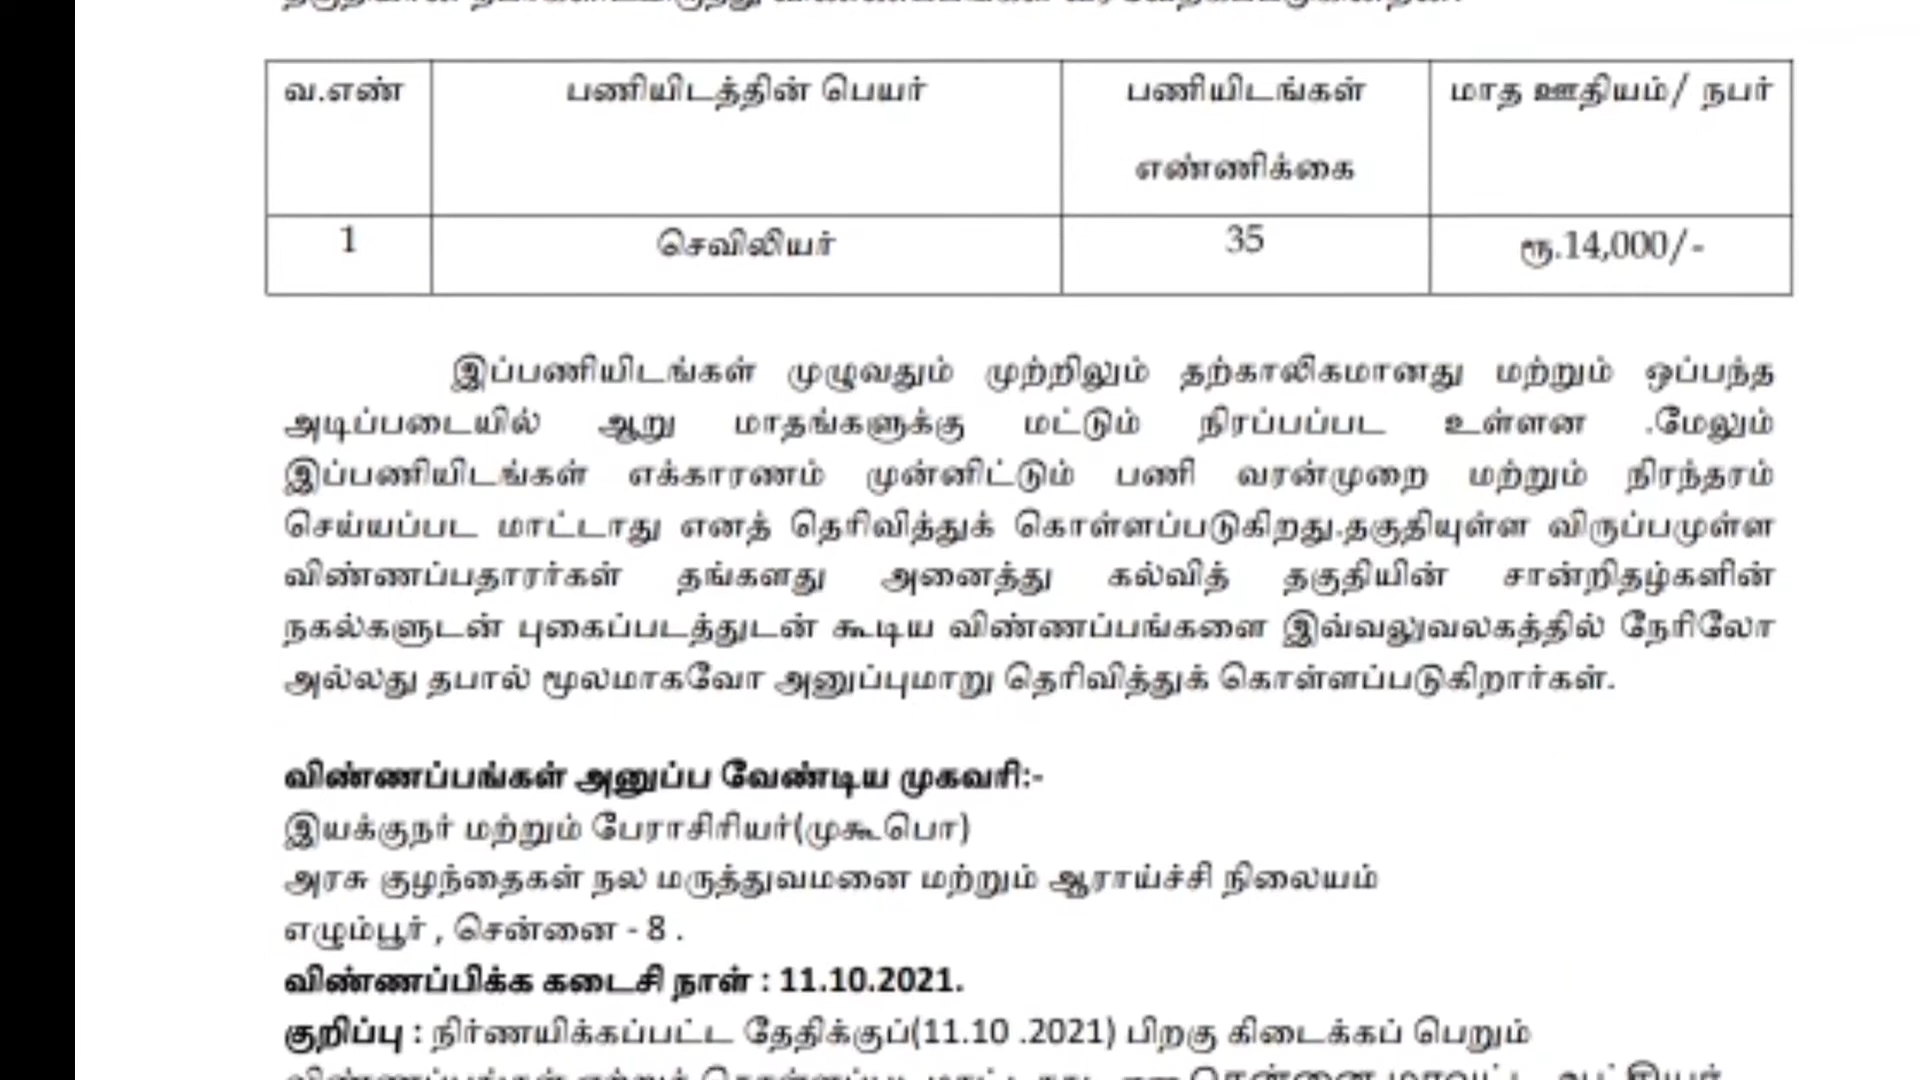 வ.எண் பணியிடத்தின் பெயர் பணியிடங்கள் மாத ஊதியம்/ நபர்
எண்ணிக்கை
1 செவிலியர் 35 ரூ.14,000/-
இப்பணியிடங்கள் முழுவதும் முற்றிலும் தற்காலிகமானது மற்றும் ஒப்பந்த
அடிப்படையில் ஆறு மாதங்களுக்கு மட்டும் நிரப்பப்பட உள்ளன .மேலும்
இப்பணியிடங்கள் எக்காரணம் முன்னிட்டும் பணி வரன்முறை மற்றும் நிரந்தரம்
செய்யப்பட மாட்டாது எனத் தெரிவித்துக் கொள்ளப்படுகிறது.தகுதியுள்ள விருப்பமுள்ள
விண்ணப்பதாரர்கள் தங்களது அனைத்து கல்வித் தகுதியின் சான்றிதழ்களின்
நகல்களுடன் புகைப்படத்துடன் கூடிய விண்ணப்பங்களை இவ்வலுவலகத்தில் நேரிலோ
அல்லது தபால் மூலமாகவோ அனுப்புமாறு தெரிவித்துக் கொள்ளப்படுகிறார்கள்.
விண்ணப்பங்கள் அனுப்ப வேண்டிய முகவரி:-
இயக்குநர் மற்றும் பேராசிரியர்(முகூபொ)
அரசு குழந்தைகள் நல மருத்துவமனை மற்றும் ஆராய்ச்சி நிலையம்
எழும்பூர் , சென்னை - 8 .
விண்ணப்பிக்க கடைசி நாள் : 11.10.2021.
குறிப்பு : நிர்ணயிக்கப்பட்ட தேதிக்குப்(11.10 .2021) பிறகு கிடைக்கப் பெறும்